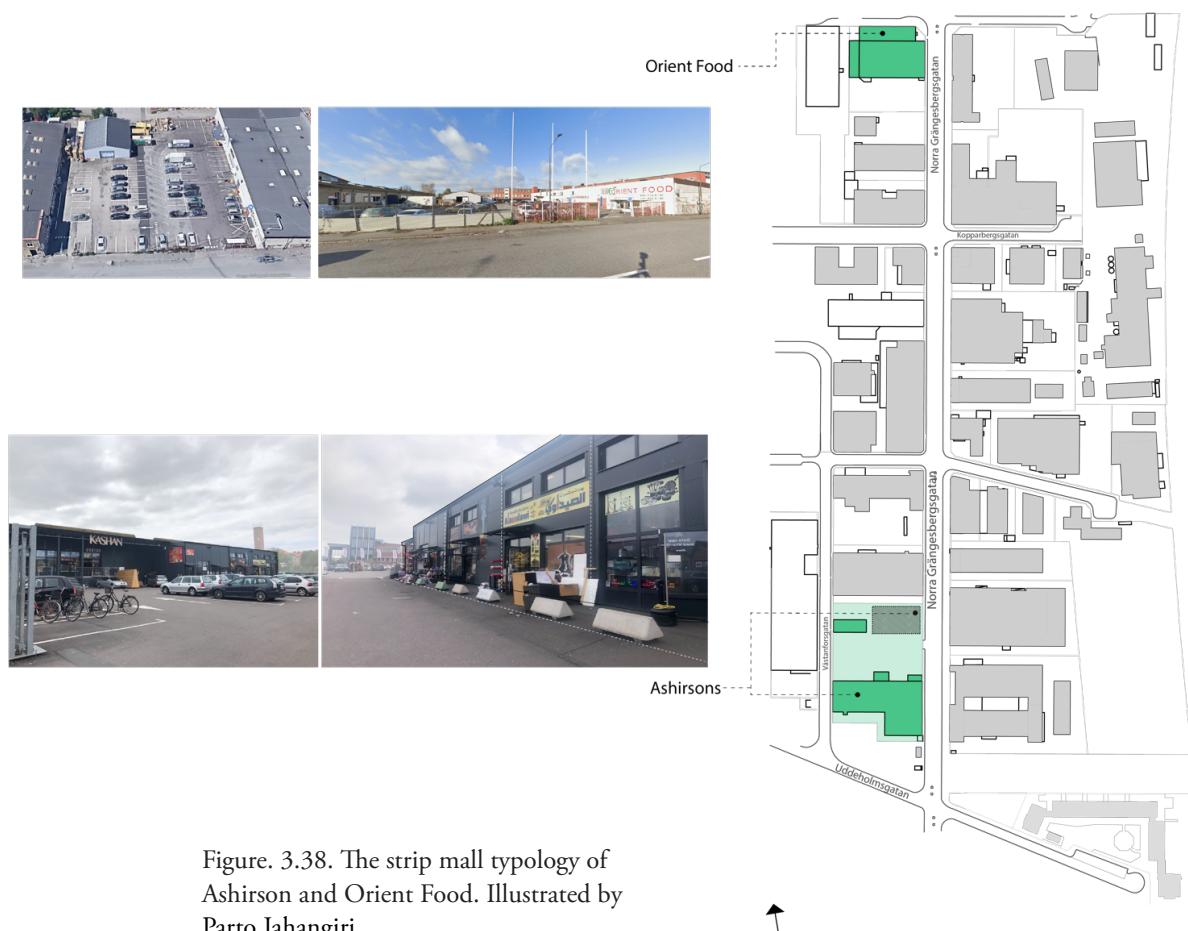 Orient Food
ORIENT FOOD
Norra Grängesbergsgatan
Kopparbergsgatan
KASHAN
الصيداوي
Norra Grängesbergsgatan
Västanforsgatan
Ashirsons
Uddeholmsgatan
Figure. 3.38. The strip mall typology of
Ashirson and Orient Food. Illustrated by
Parto Jahangiri